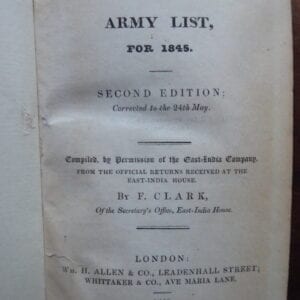 ARMY LIST,
FOR 1845.
SECOND EDITION;
Corrected to the 24th May.
Compiled, by Permission of the East-India Company,
FROM THE OFFICIAL RETURNS RECEIVED AT THE
EAST-INDIA HOUSE.
BY F. CLARK,
Of the Secretary's Office, East-India House.
LONDON:
WM. H. ALLEN & CO., LEADENHALL STREET;
WHITTAKER & CO., AVE MARIA LANE.